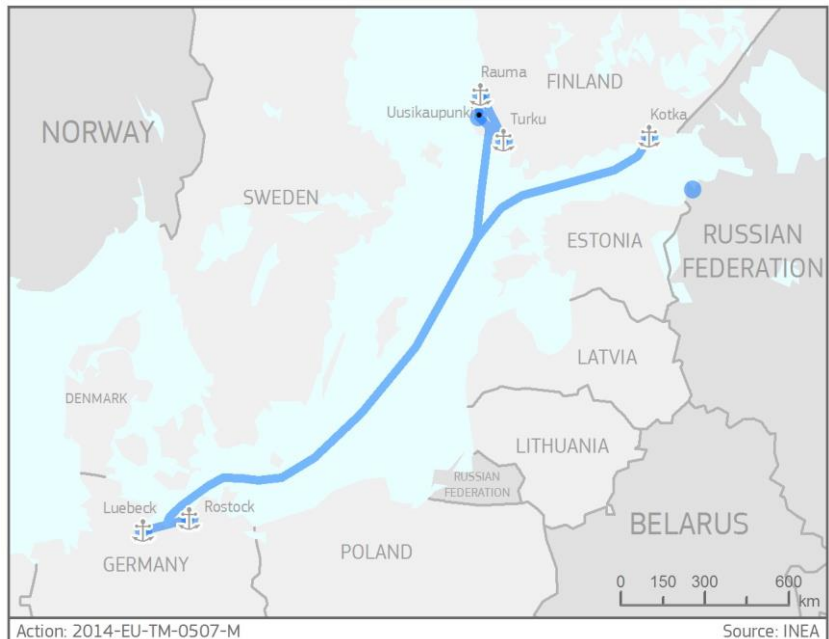 Rauma
FINLAND
Uusikaupunki
Turku
Kotka
NORWAY
SWEDEN
ESTONIA
RUSSIAN
FEDERATION
LATVIA
DENMARK
LITHUANIA
RUSSIAN
FEDERATION
Luebeck
Rostock
BELARUS
POLAND
GERMANY
0 150 300 600
km
Action: 2014-EU-TM-0507-M
Source: INEA